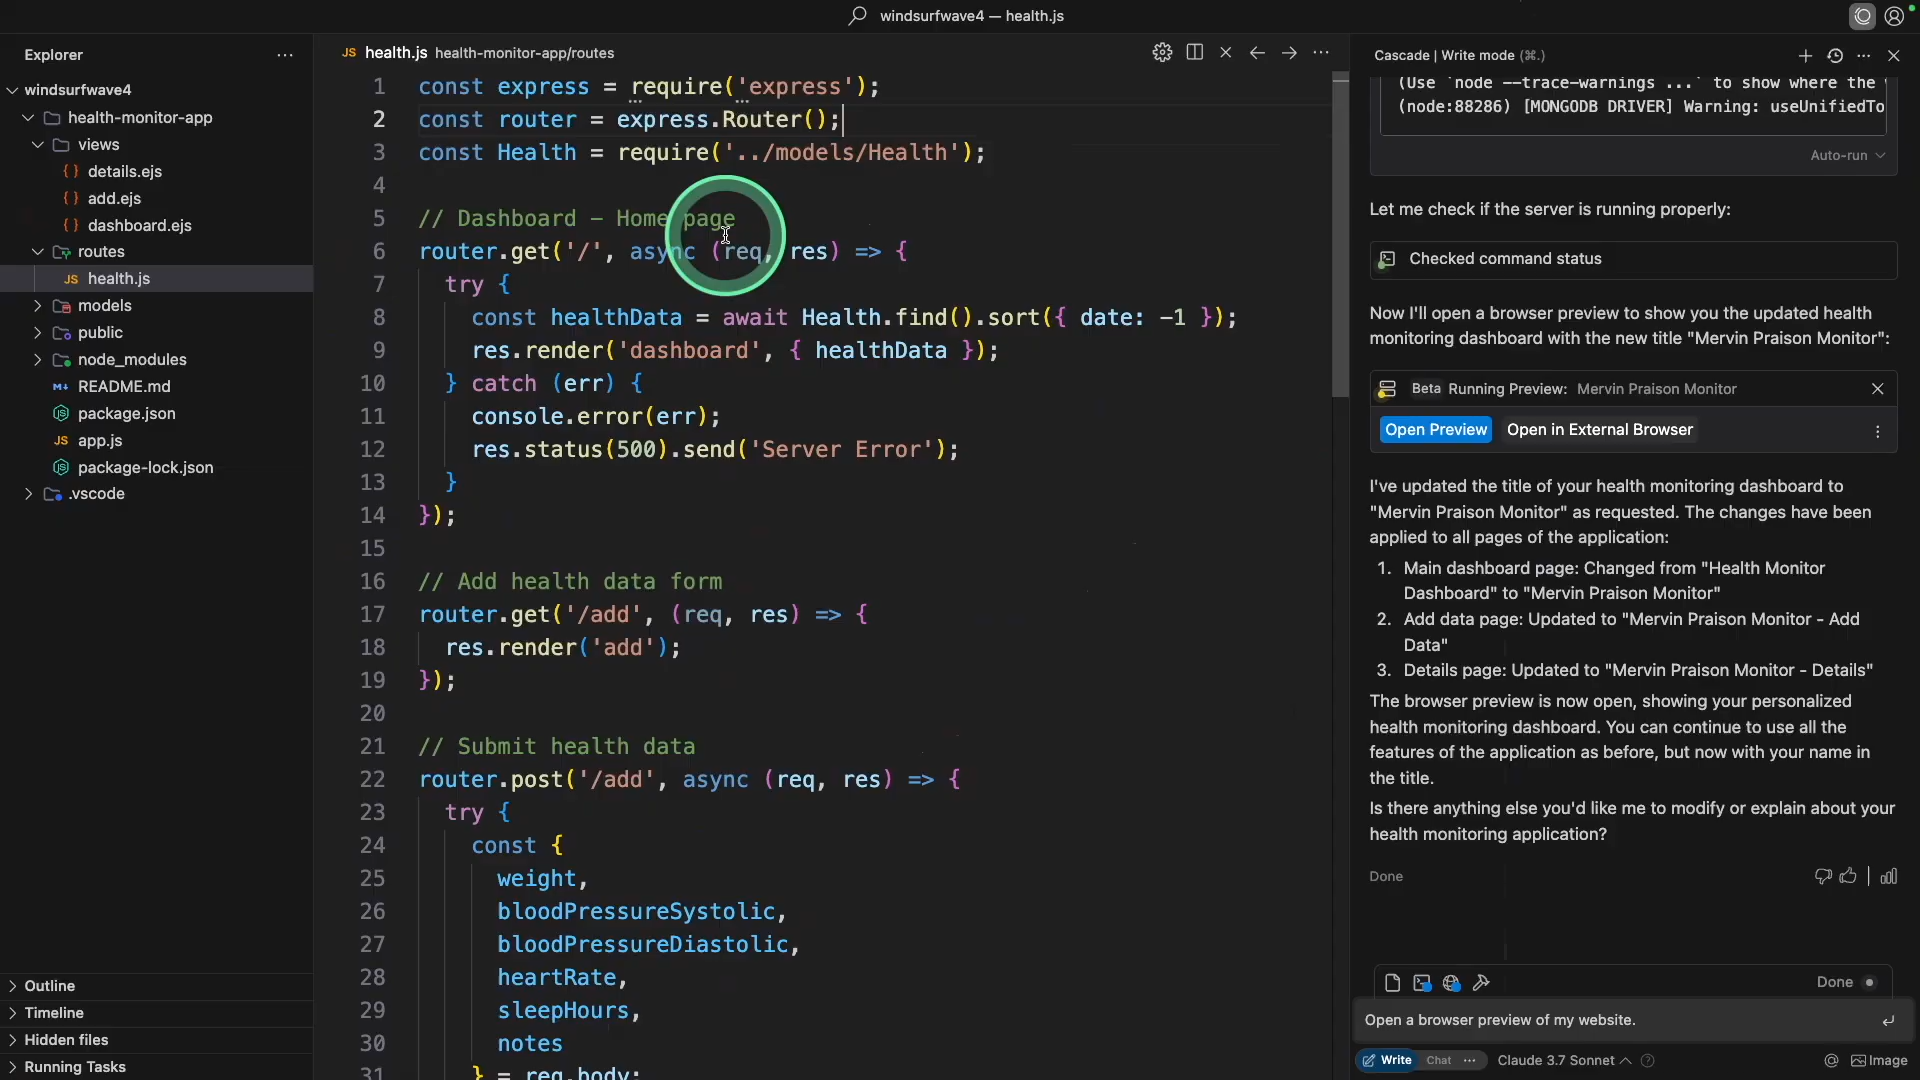 windsurfwave4 — health.js
Explorer
windsurfwave4
health-monitor-app
views
details.ejs
add.ejs
dashboard.ejs
routes
JS health.js
models
public
node_modules
README.md
package.json
JS app.js
package-lock.json
.vscode
Outline
Timeline
Hidden files
Running Tasks
JS health.js health-monitor-app/routes
1 const express = require('express');
2 const router = express.Router();
3 const Health = require('../models/Health');
4
5 // Dashboard – Home page
6 router.get('/', async (req, res) => {
7 try {
8 const healthData = await Health.find().sort({ date: -1 });
9 res.render('dashboard', { healthData });
10 } catch (err) {
11 console.error(err);
12 res.status(500).send('Server Error');
13 }
14 });
15
16 // Add health data form
17 router.get('/add', (req, res) => {
18 res.render('add');
19 });
20
21 // Submit health data
22 router.post('/add', async (req, res) => {
23 try {
24 const {
25 weight,
26 bloodPressureSystolic,
27 bloodPressureDiastolic,
28 heartRate,
29 sleepHours,
30 notes
31 } = req.body;
Cascade | Write mode (⌘.)
(Use `node --trace-warnings ...` to show where the
(node:88286) [MONGODB DRIVER] Warning: useUnifiedTo
Auto-run
Let me check if the server is running properly:
Checked command status
Now I'll open a browser preview to show you the updated health
monitoring dashboard with the new title "Mervin Praison Monitor":
Beta Running Preview: Mervin Praison Monitor
Open Preview Open in External Browser
I've updated the title of your health monitoring dashboard to
"Mervin Praison Monitor" as requested. The changes have been
applied to all pages of the application:
1. Main dashboard page: Changed from "Health Monitor
Dashboard" to "Mervin Praison Monitor"
2. Add data page: Updated to "Mervin Praison Monitor - Add
Data"
3. Details page: Updated to "Mervin Praison Monitor - Details"
The browser preview is now open, showing your personalized
health monitoring dashboard. You can continue to use all the
features of the application as before, but now with your name in
the title.
Is there anything else you'd like me to modify or explain about your
health monitoring application?
Done
Done
Open a browser preview of my website.
Write Chat ··· Claude 3.7 Sonnet Image